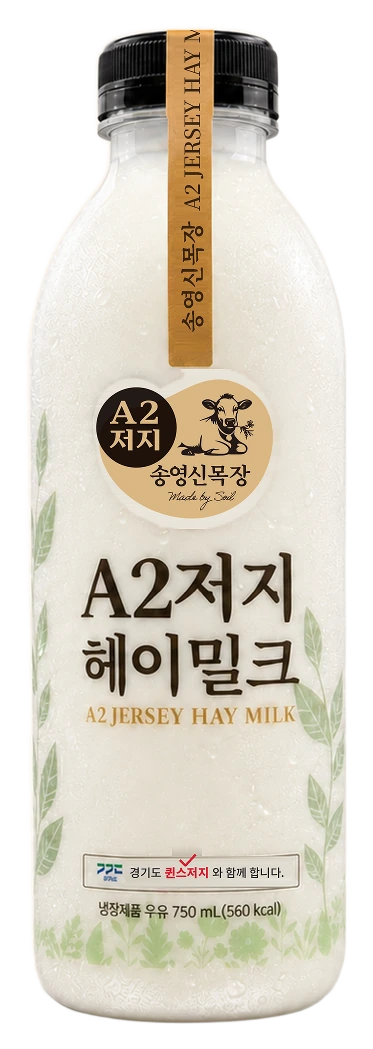 송영신목장 A2 JERSEY HAY M
A2
저지
송영신목장
Made by Soil
A2저지
헤이밀크
A2 JERSEY HAY MILK
경기도 퀸스저지 와 함께 합니다.
냉장제품 우유 750 mL(560 kcal)